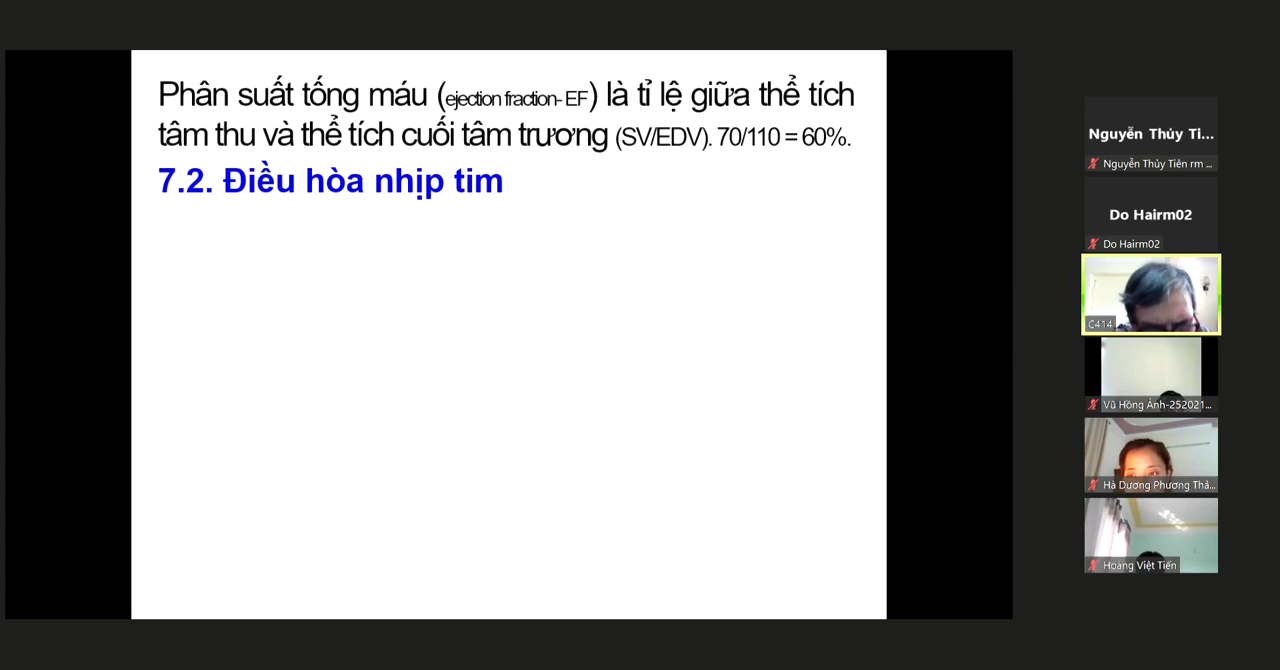 Phân suất tống máu (ejection fraction- EF) là tỉ lệ giữa thể tích
tâm thu và thể tích cuối tâm trương (SV/EDV). 70/110 = 60%.
7.2. Điều hòa nhịp tim
Nguyễn Thủy Ti...
Nguyễn Thủy Tiên rm ...
Do Hairm02
Do Hairm02
C414
Vũ Hồng Ánh-252021...
Hà Dương Phương Thả...
Hoàng Việt Tiến